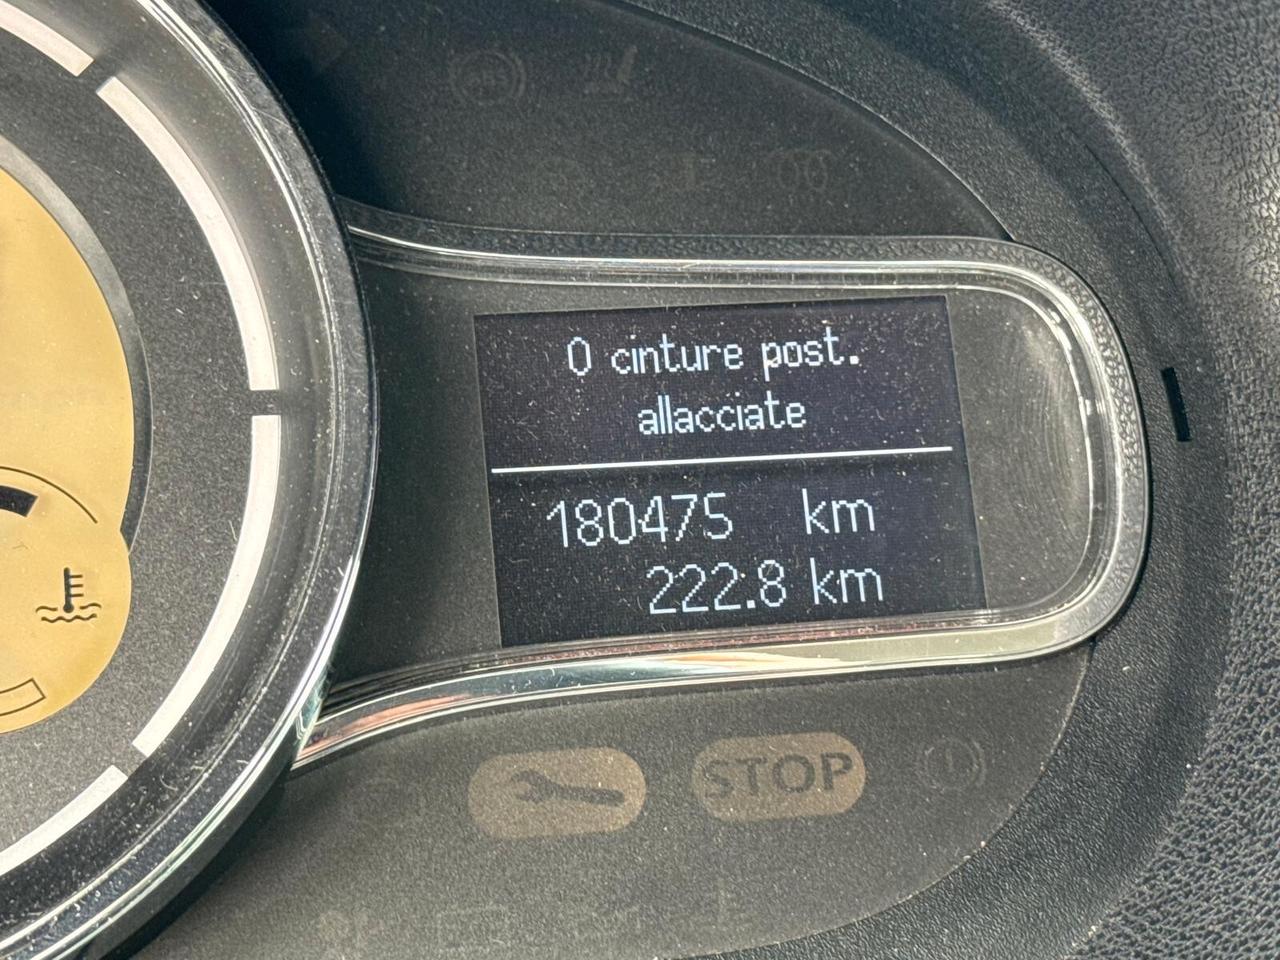 0 cinture post.
allacciate
180475 km
222.8 km
STOP